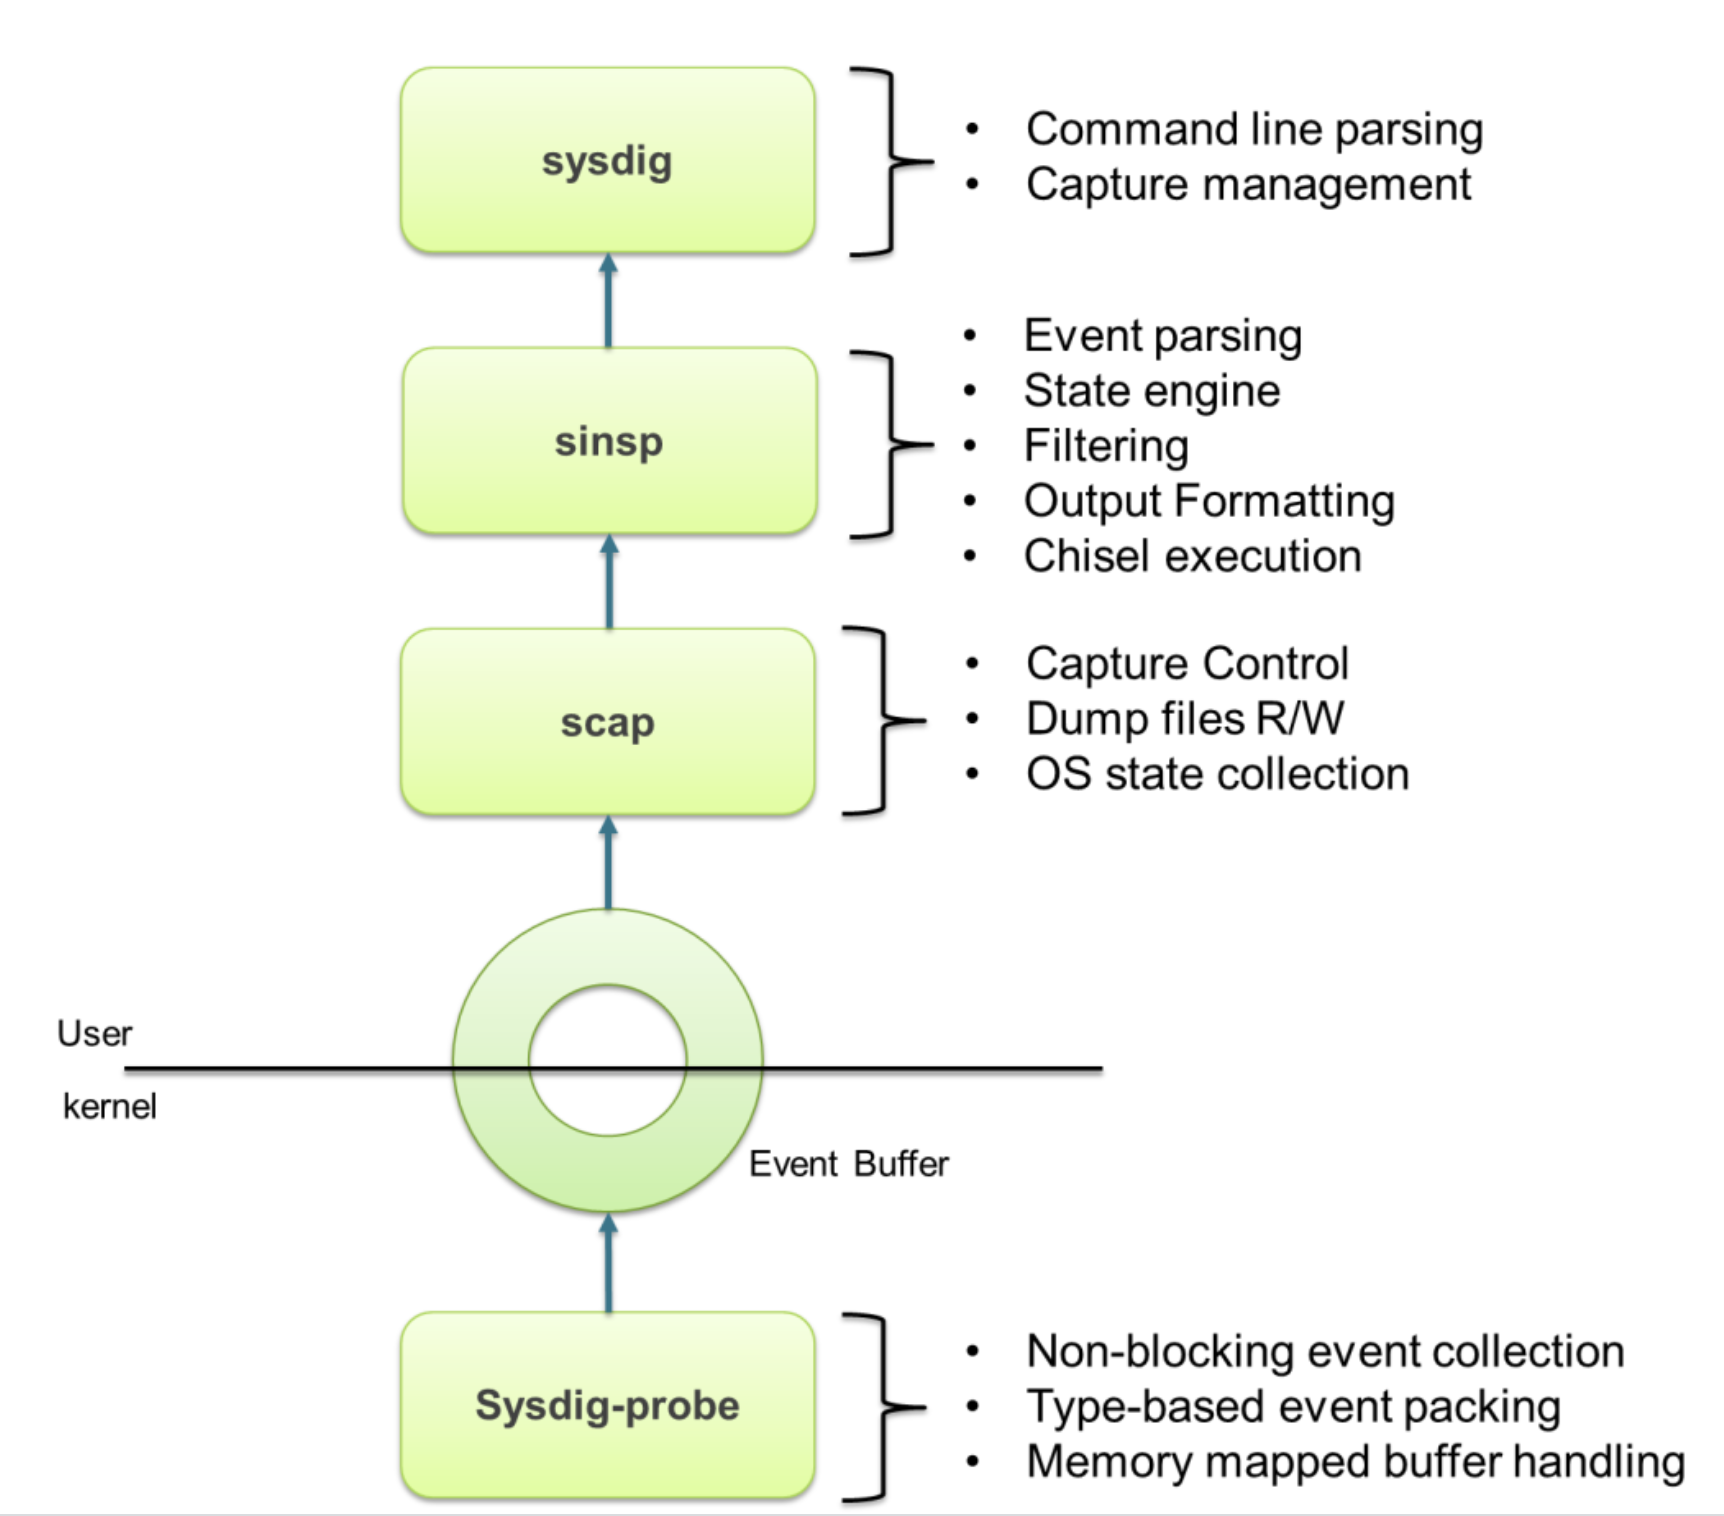 sysdig
• Command line parsing
• Capture management
sinsp
• Event parsing
• State engine
• Filtering
• Output Formatting
• Chisel execution
scap
• Capture Control
• Dump files R/W
• OS state collection
User
kernel
Event Buffer
Sysdig-probe
• Non-blocking event collection
• Type-based event packing
• Memory mapped buffer handling